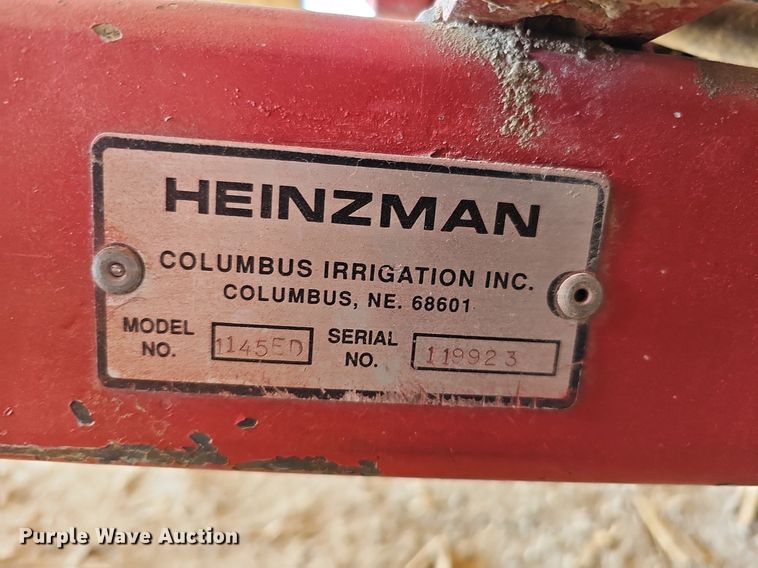 HEINZMAN
COLUMBUS IRRIGATION INC.
COLUMBUS, NE. 68601
MODEL NO. 1145ED SERIAL NO. 119923
Purple Wave Auction